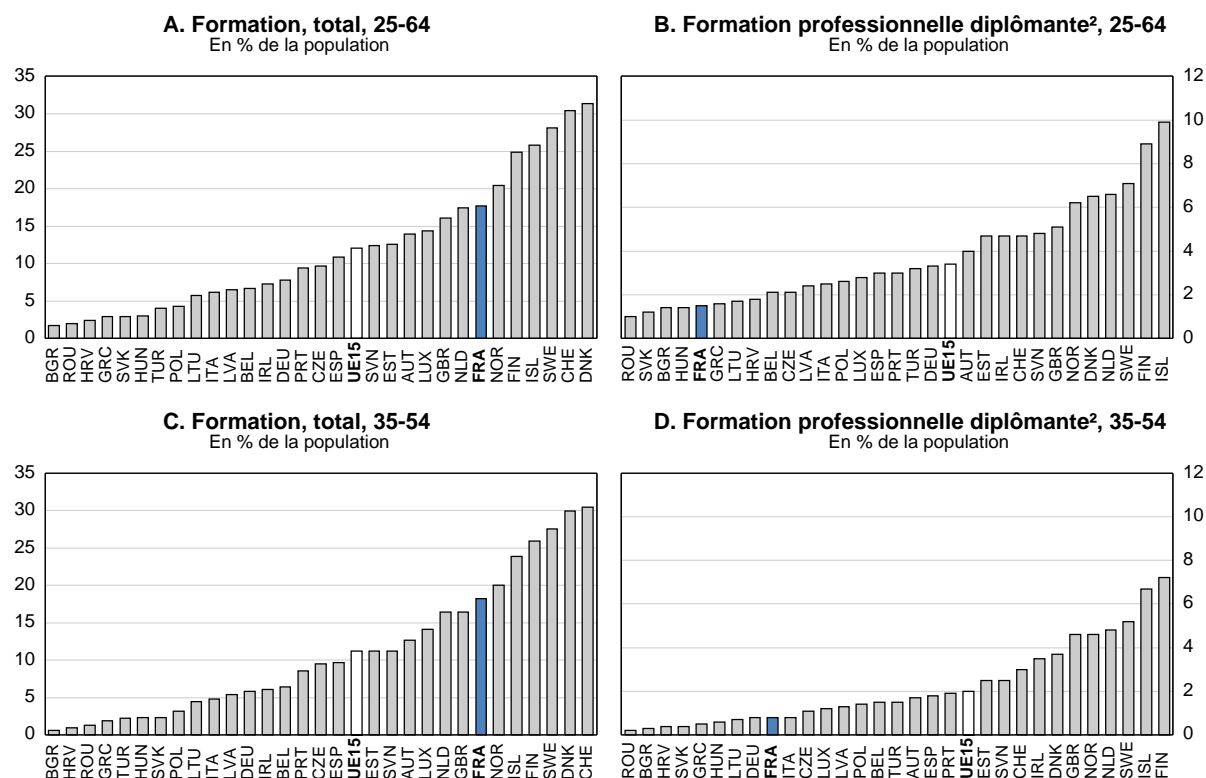 A. Formation, total, 25-64
En % de la population
35
30
25
20
15
10
5
0
BGR ROU HRV GRC SVK HUN TUR POL LTU ITA LVA BEL IRL DEU PRT CZE ESP UE15 SVN EST AUT LUX GBR NLD FRA NOR FIN ISL SWE CHE DNK
B. Formation professionnelle diplômante², 25-64
En % de la population
12
10
8
6
4
2
0
ROU SVK BGR HUN FRA GRC LTU HRV BEL CZE LVA ITA POL LUX ESP PRT TUR DEU UE15 AUT EST IRL CHE SVN GBR NOR DNK NLD SWE FIN ISL
C. Formation, total, 35-54
En % de la population
35
30
25
20
15
10
5
0
BGR HRV ROU GRC TUR HUN SVK POL LTU ITA LVA DEU IRL BEL PRT CZE ESP UE15 EST SVN AUT LUX NLD GBR FRA NOR ISL FIN SWE DNK CHE
D. Formation professionnelle diplômante², 35-54
En % de la population
12
10
8
6
4
2
0
ROU BGR HRV SVK GRC HUN LTU DEU FRA ITA CZE LUX LVA POL BEL TUR AUT ESP PRT UE15 EST SVN CHE IRL DNK GBR NOR NLD SWE ISL FIN